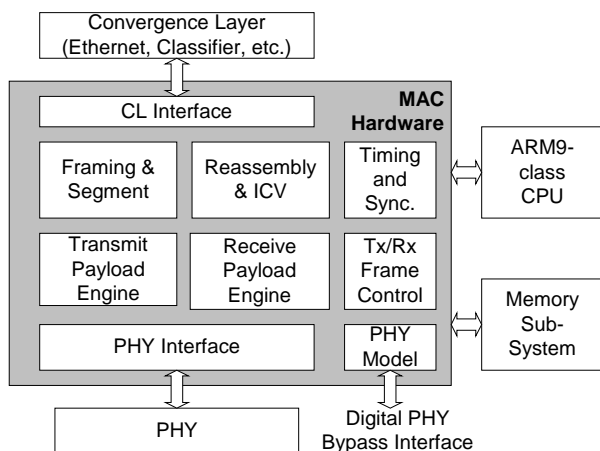 Convergence Layer
(Ethernet, Classifier, etc.)
MAC
Hardware
CL Interface
Framing &
Segment
Reassembly
& ICV
Timing
and
Sync.
ARM9-
class
CPU
Transmit
Payload
Engine
Receive
Payload
Engine
Tx/Rx
Frame
Control
Memory
Sub-
System
PHY Interface
PHY
Model
PHY
Digital PHY
Bypass Interface